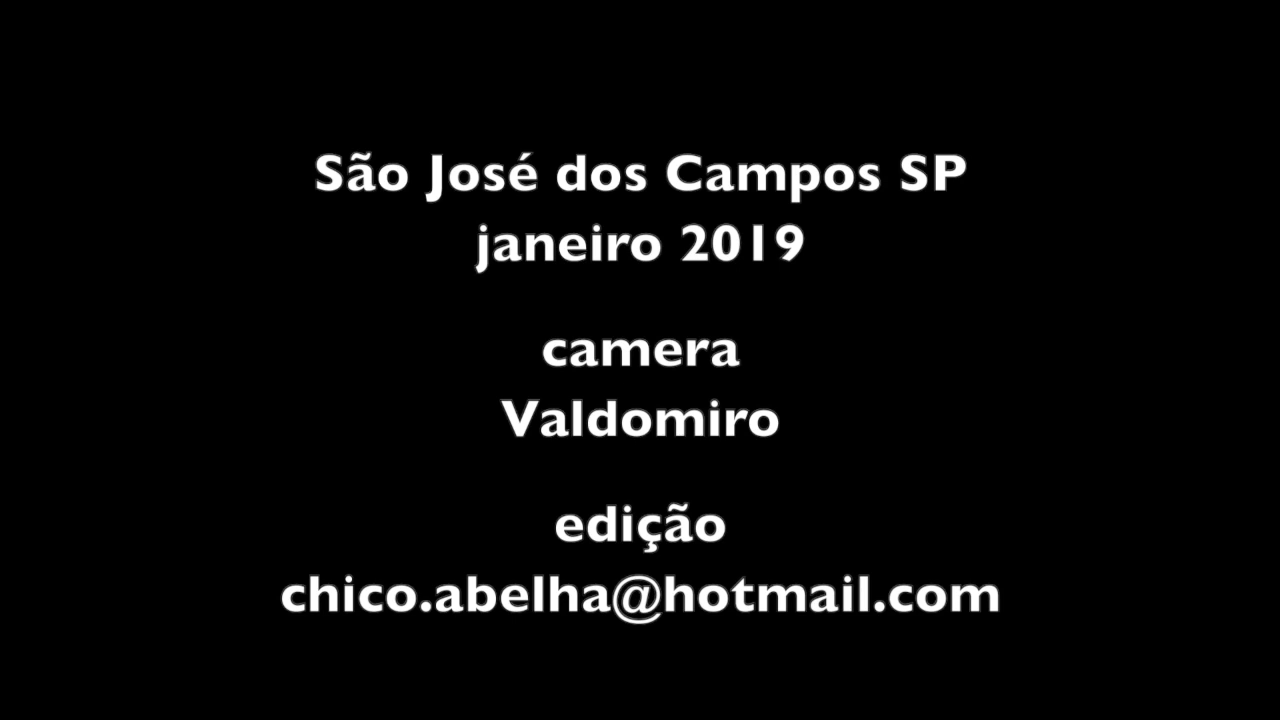 São José dos Campos SP
janeiro 2019
camera
Valdomiro
edição
chico.abelha@hotmail.com